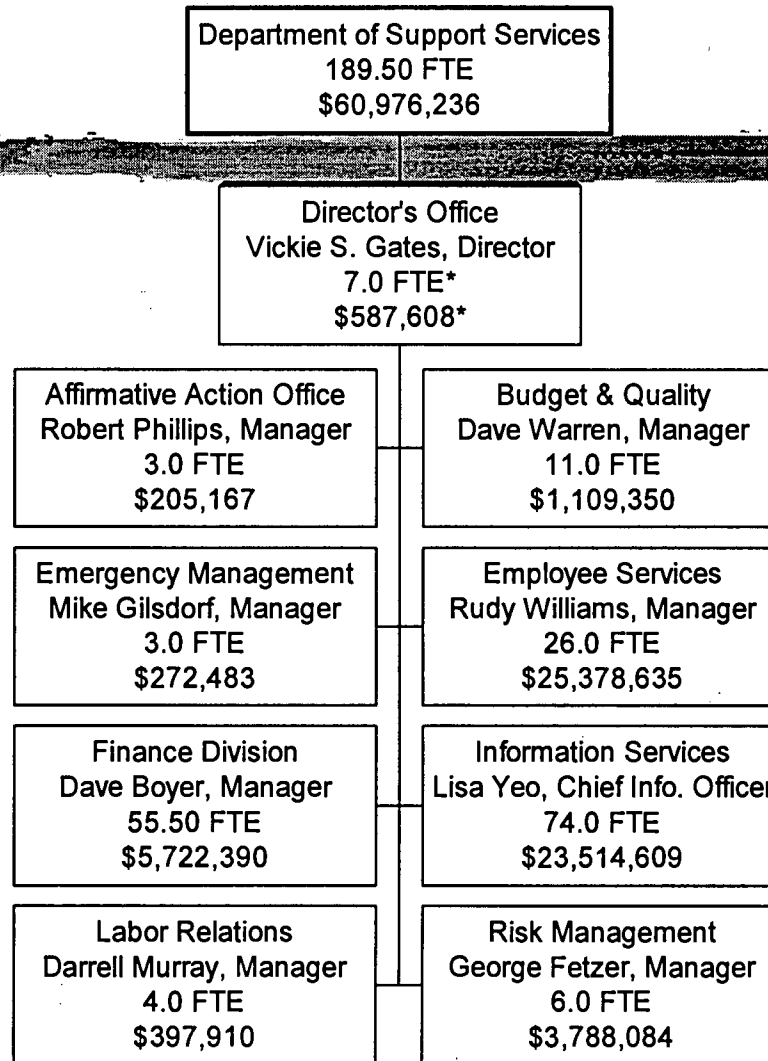 Department of Support Services
189.50 FTE
$60,976,236
Director's Office
Vickie S. Gates, Director
7.0 FTE*
$587,608*
Affirmative Action Office
Robert Phillips, Manager
3.0 FTE
$205,167
Budget & Quality
Dave Warren, Manager
11.0 FTE
$1,109,350
Emergency Management
Mike Gilsdorf, Manager
3.0 FTE
$272,483
Employee Services
Rudy Williams, Manager
26.0 FTE
$25,378,635
Finance Division
Dave Boyer, Manager
55.50 FTE
$5,722,390
Information Services
Lisa Yeo, Chief Info. Officer
74.0 FTE
$23,514,609
Labor Relations
Darrell Murray, Manager
4.0 FTE
$397,910
Risk Management
George Fetzer, Manager
6.0 FTE
$3,788,084